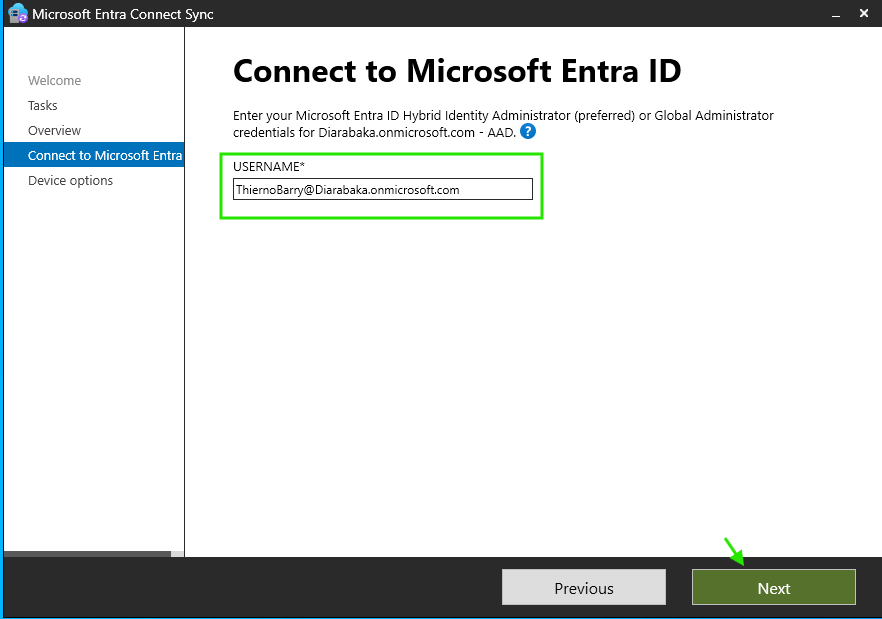 Microsoft Entra Connect Sync
Welcome
Tasks
Overview
Connect to Microsoft Entra
Device options
Connect to Microsoft Entra ID
Enter your Microsoft Entra ID Hybrid Identity Administrator (preferred) or Global Administrator
credentials for Diarabaka.onmicrosoft.com - AAD. ?
USERNAME*
ThiernoBarry@Diarabaka.onmicrosoft.com
Previous
Next